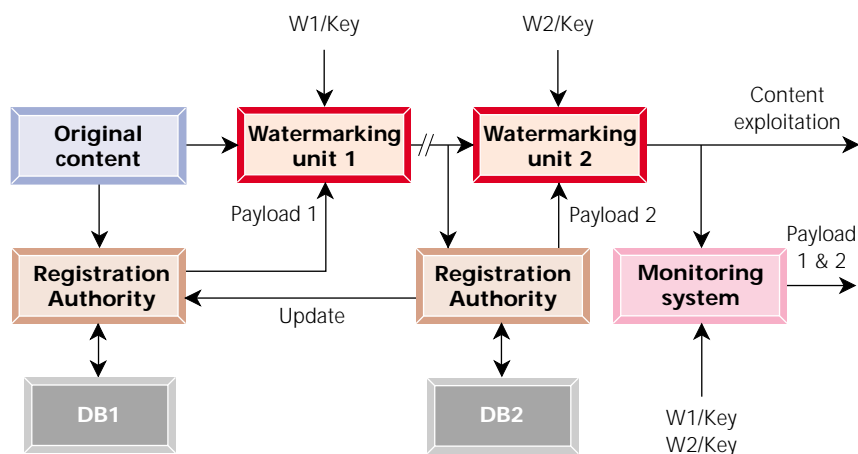 W1/Key
W2/Key
Original
content
Watermarking
unit 1
Watermarking
unit 2
Content
exploitation
Payload 1
Payload 2
Registration
Authority
Registration
Authority
Monitoring
system
Payload
1 & 2
Update
DB1
DB2
W1/Key
W2/Key